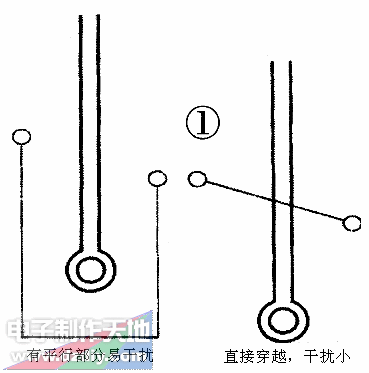 ①
电子制作天地
有平行部分易干扰
直接穿越，干扰小